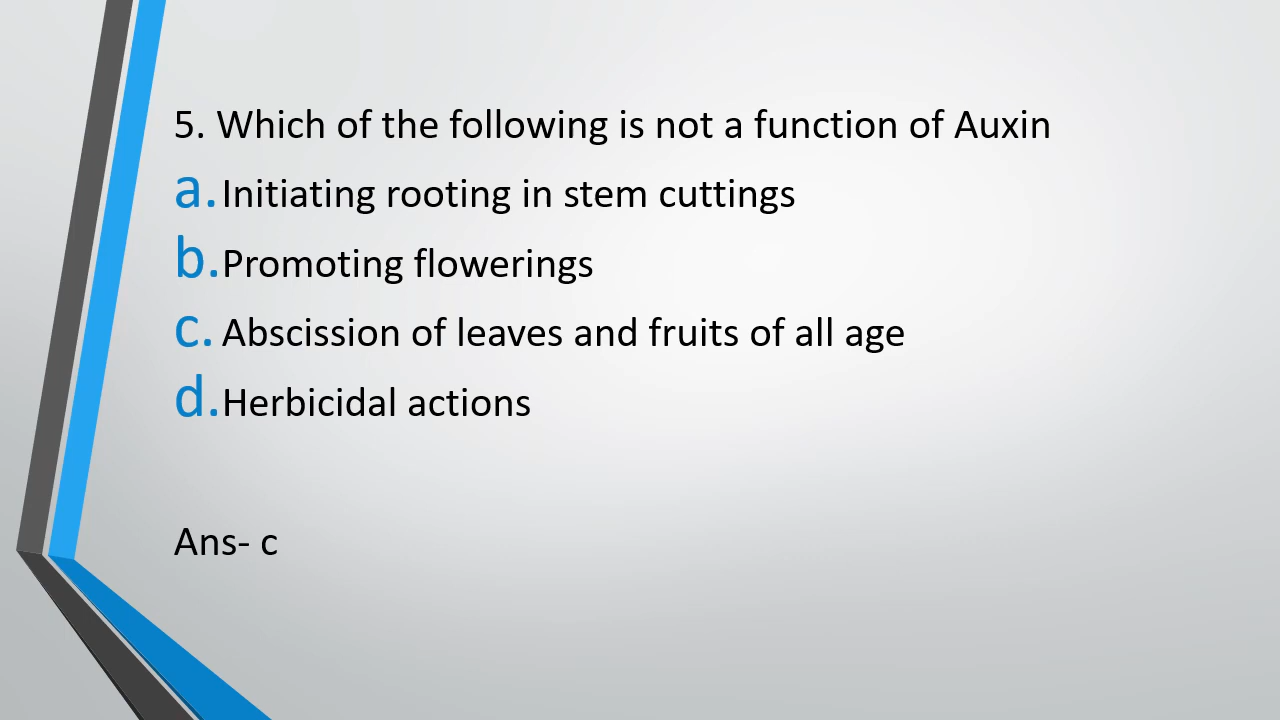 5. Which of the following is not a function of Auxin
a. Initiating rooting in stem cuttings
b. Promoting flowerings
c. Abscission of leaves and fruits of all age
d. Herbicidal actions
Ans- c